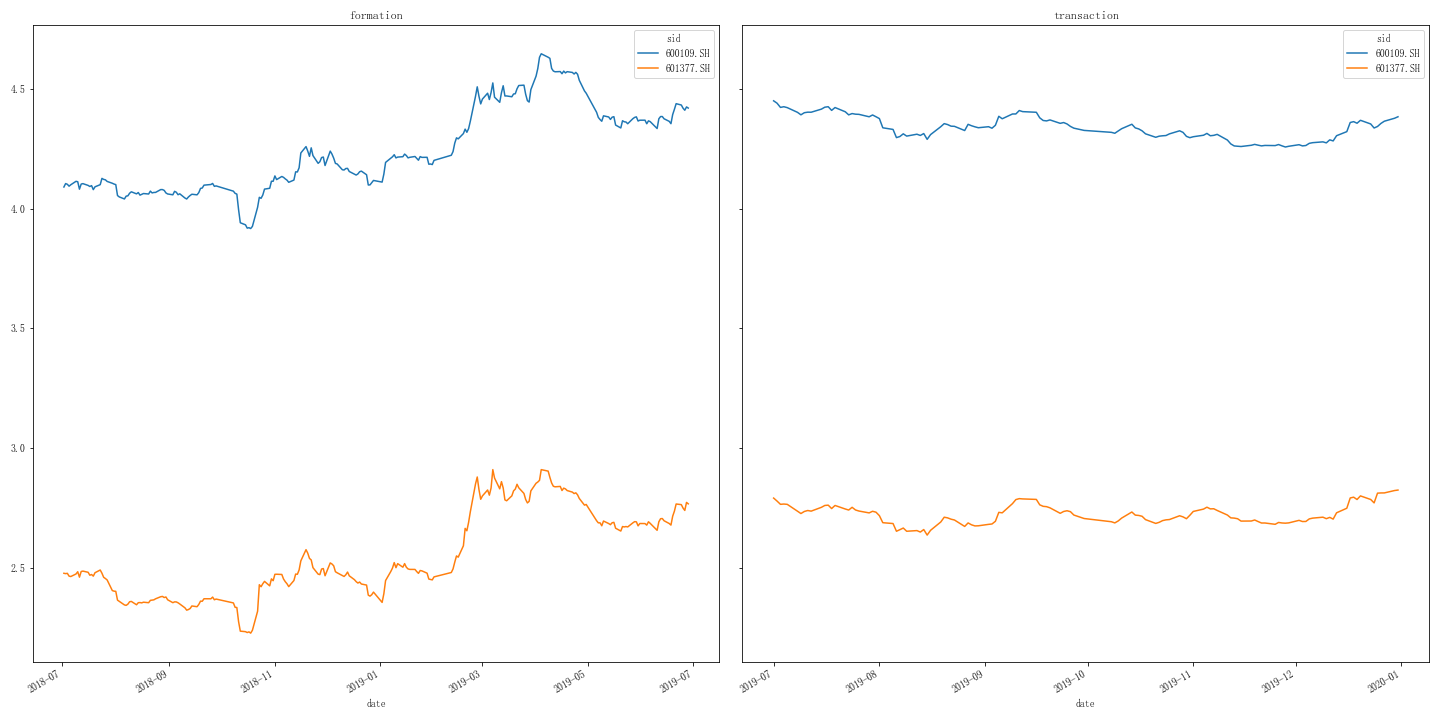 formation
sid
600109.SH
601377.SH
4.5
4.0
3.5
3.0
2.5
2018-07
2018-09
2018-11
2019-01
2019-03
2019-05
2019-07
date
transaction
sid
600109.SH
601377.SH
2019-07
2019-08
2019-09
2019-10
2019-11
2019-12
2020-01
date